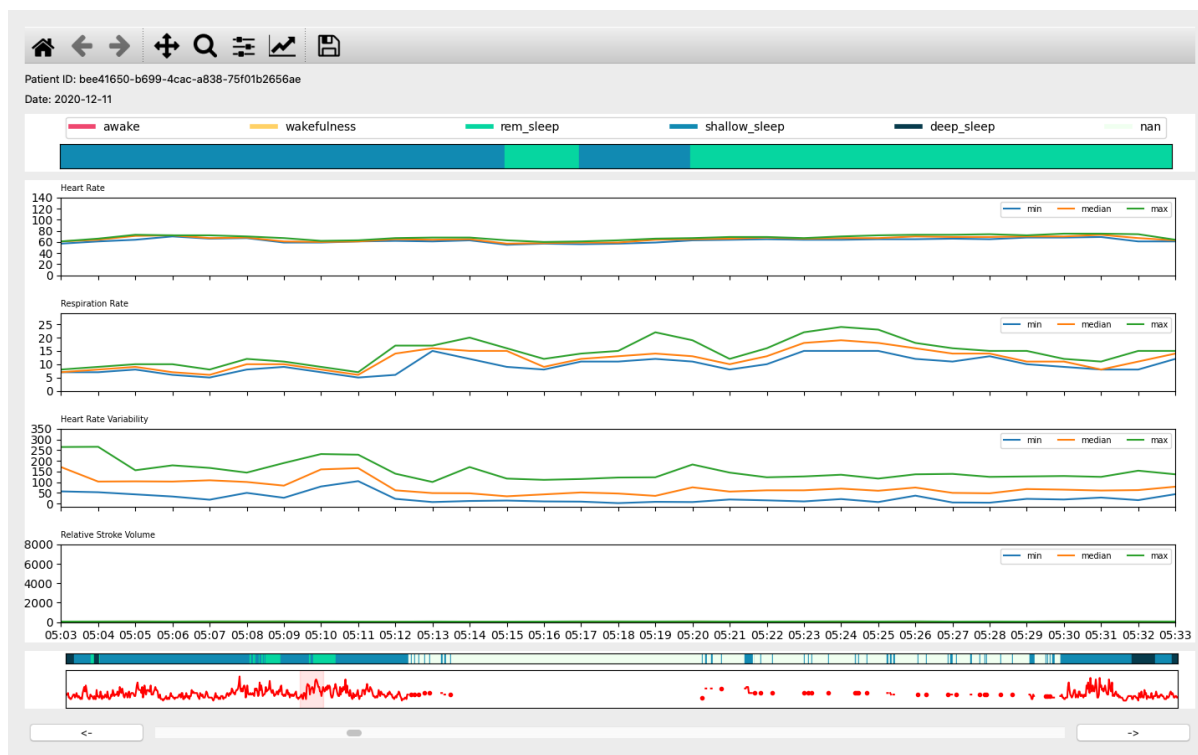 Patient ID: bee41650-b699-4cac-a838-75f01b2656ae
Date: 2020-12-11
awake wakefulness rem_sleep shallow_sleep deep_sleep nan
Heart Rate
140
120
100
80
60
40
20
0
min median max
Respiration Rate
25
20
15
10
5
0
min median max
Heart Rate Variability
350
300
250
200
150
100
50
0
min median max
Relative Stroke Volume
8000
6000
4000
2000
0
min median max
05:03 05:04 05:05 05:06 05:07 05:08 05:09 05:10 05:11 05:12 05:13 05:14 05:15 05:16 05:17 05:18 05:19 05:20 05:21 05:22 05:23 05:24 05:25 05:26 05:27 05:28 05:29 05:30 05:31 05:32 05:33
<- ->